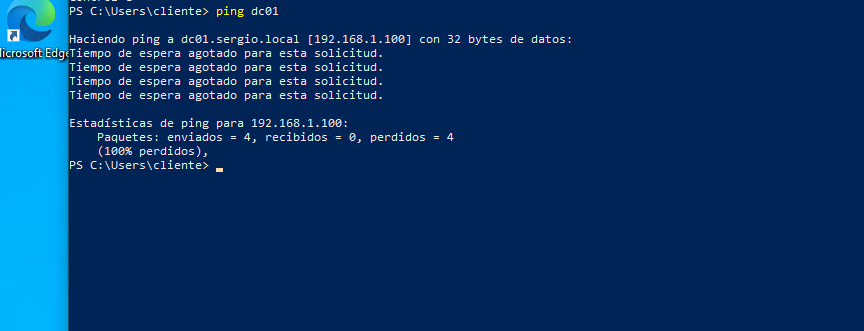 PS C:\Users\cliente> ping dc01
Haciendo ping a dc01.sergio.local [192.168.1.100] con 32 bytes de datos:
Tiempo de espera agotado para esta solicitud.
Tiempo de espera agotado para esta solicitud.
Tiempo de espera agotado para esta solicitud.
Tiempo de espera agotado para esta solicitud.
Estadísticas de ping para 192.168.1.100:
Paquetes: enviados = 4, recibidos = 0, perdidos = 4
(100% perdidos),
PS C:\Users\cliente>
Microsoft Edge